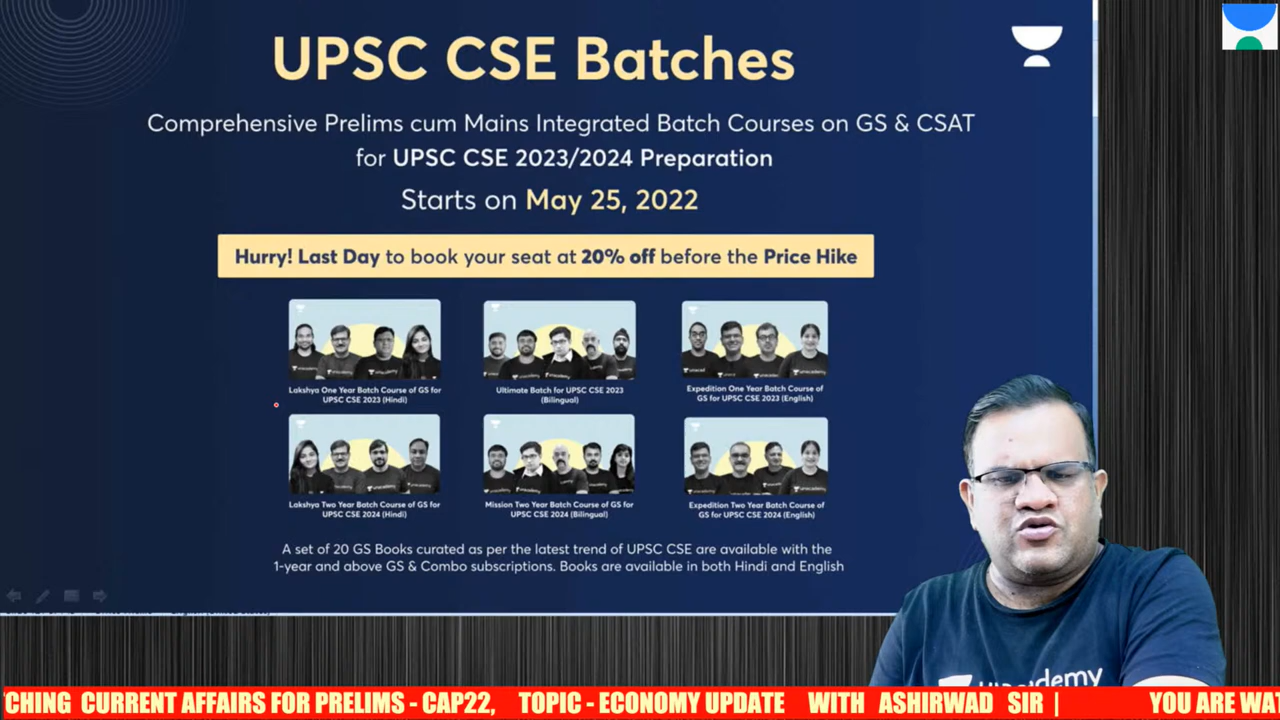 UPSC CSE Batches
Comprehensive Prelims cum Mains Integrated Batch Courses on GS & CSAT
for UPSC CSE 2023/2024 Preparation
Starts on May 25, 2022
Hurry! Last Day to book your seat at 20% off before the Price Hike
Lakshya One Year Batch Course of GS for
UPSC CSE 2023 (Hindi)
Ultimate Batch for UPSC CSE 2023
(Bilingual)
Expedition One Year Batch Course of
GS for UPSC CSE 2023 (English)
Lakshya Two Year Batch Course of GS for
UPSC CSE 2024 (Hindi)
Mission Two Year Batch Course of GS for
UPSC CSE 2024 (Bilingual)
Expedition Two Year Batch Course of
GS for UPSC CSE 2024 (English)
A set of 20 GS Books curated as per the latest trend of UPSC CSE are available with the
1-year and above GS & Combo subscriptions. Books are available in both Hindi and English
CHING CURRENT AFFAIRS FOR PRELIMS - CAP22, TOPIC - ECONOMY UPDATE WITH ASHIRWAD SIR | YOU ARE WA